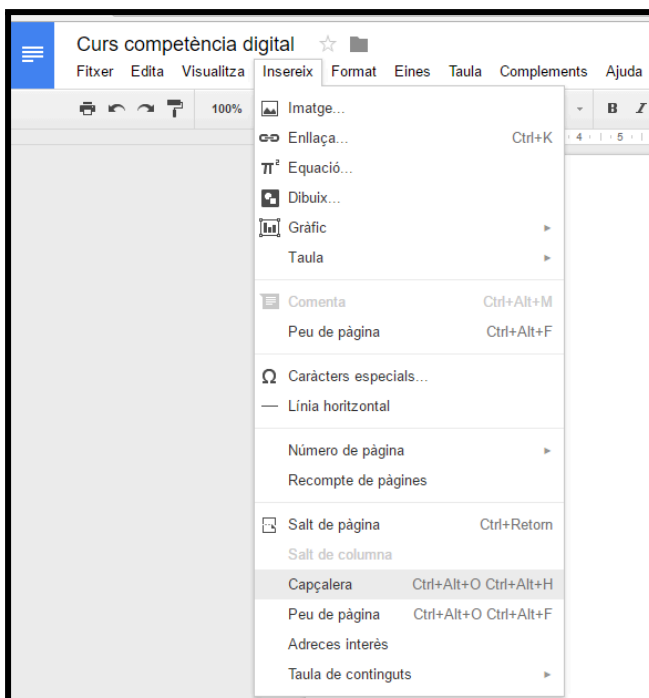 Curs competència digital
Fitxer Edita Visualitza Insereix Format Eines Taula Complements Ajuda
100% B I
4 5
Imatge...
Enllaça... Ctrl+K
π² Equació...
Dibuix...
Gràfic
Taula
Comenta Ctrl+Alt+M
Peu de pàgina Ctrl+Alt+F
Ω Caràcters especials...
Línia horitzontal
Número de pàgina
Recompte de pàgines
Salt de pàgina Ctrl+Retorn
Salt de columna
Capçalera Ctrl+Alt+O Ctrl+Alt+H
Peu de pàgina Ctrl+Alt+O Ctrl+Alt+F
Adreces interès
Taula de continguts